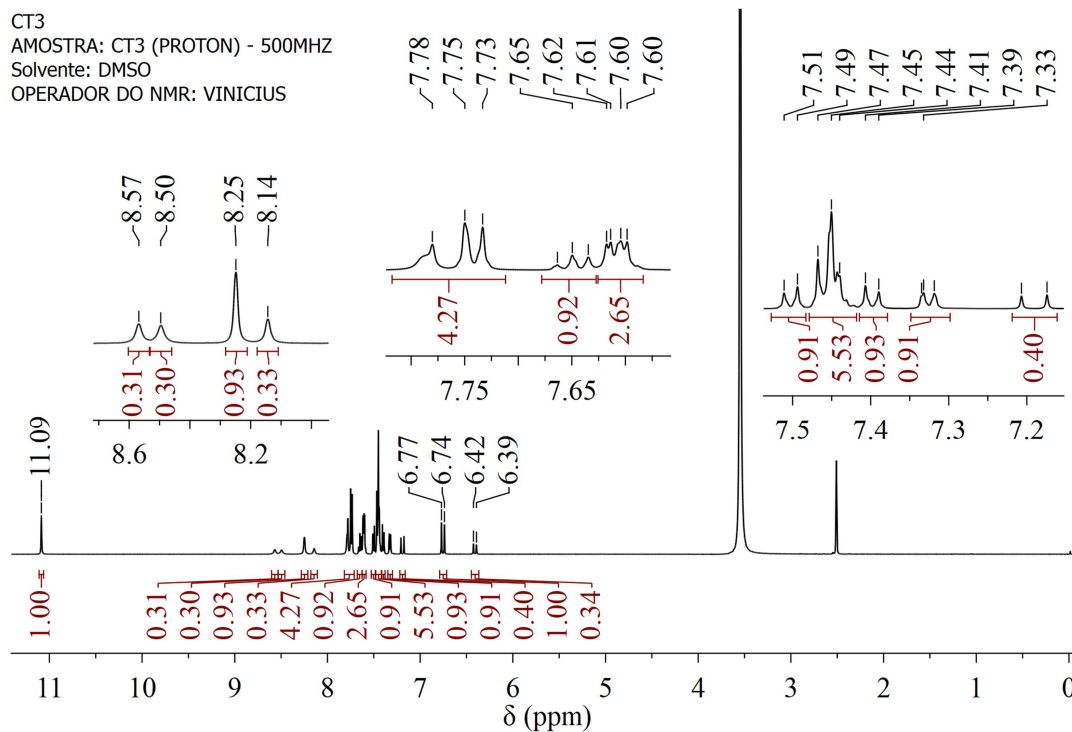 CT3
AMOSTRA: CT3 (PROTON) - 500MHZ
Solvente: DMSO
OPERADOR DO NMR: VINICIUS
7.78 7.75 7.73 7.65 7.62 7.61 7.60 7.60
7.51 7.49 7.47 7.45 7.44 7.41 7.39 7.33
8.57 8.50 8.25 8.14
0.31 0.30 0.93 0.33
8.6 8.2
4.27 0.92 2.65
7.75 7.65
0.91 5.53 0.93 0.91 0.40
7.5 7.4 7.3 7.2
11.09
6.77 6.74 6.42 6.39
1.00 0.31 0.30 0.93 0.33 4.27 0.92 2.65 0.91 5.53 0.93 0.91 0.40 1.00 0.34
11 10 9 8 7 6 5 4 3 2 1 0
δ (ppm)